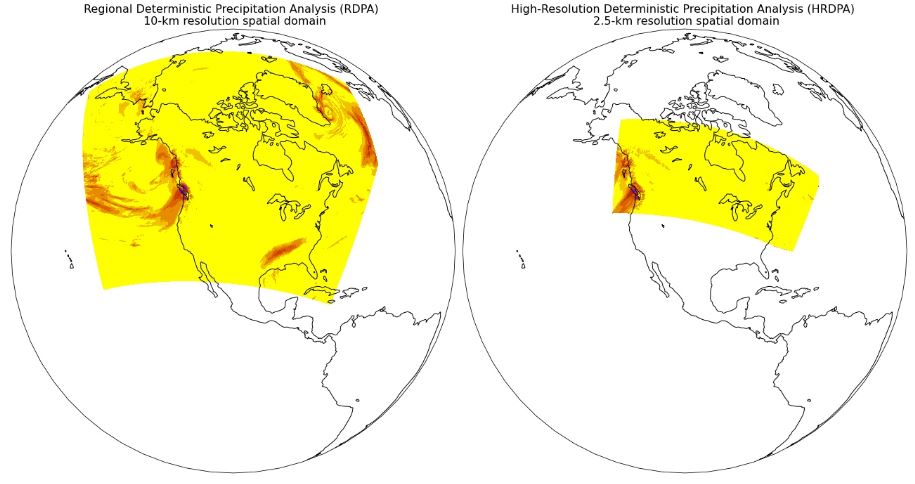 Regional Deterministic Precipitation Analysis (RDPA)
10-km resolution spatial domain
High-Resolution Deterministic Precipitation Analysis (HRDPA)
2.5-km resolution spatial domain